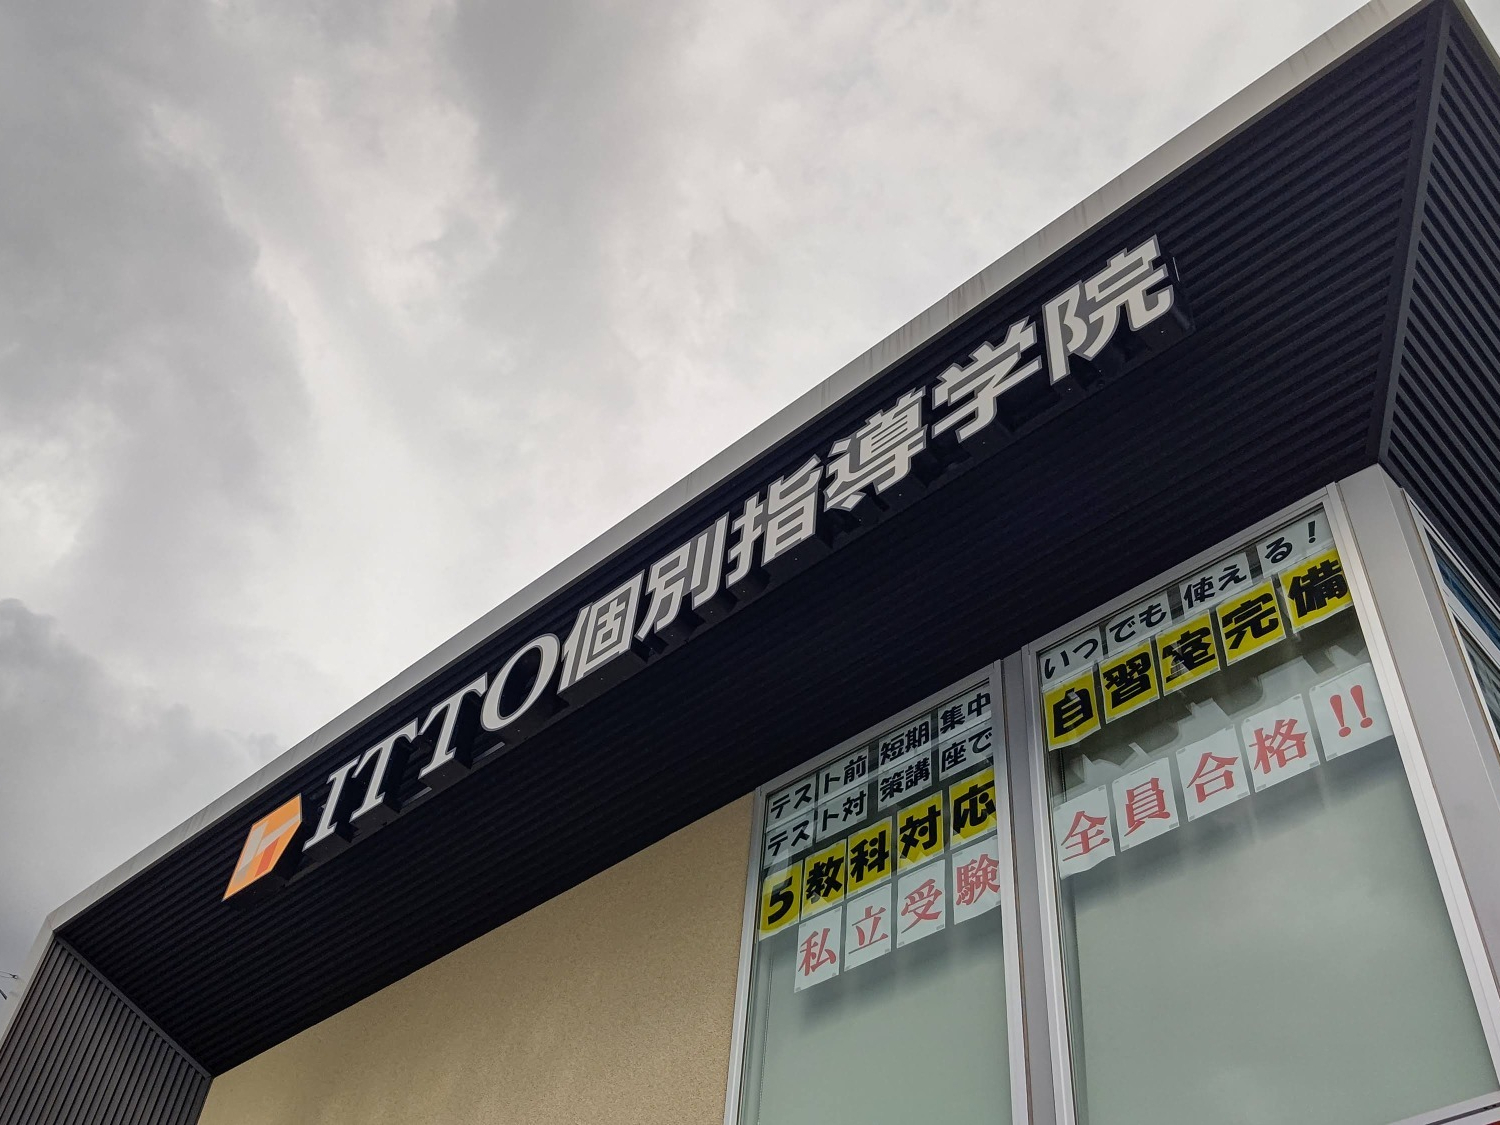 ITTO個別指導学院
テスト前短期集中
テスト対策講座で
5教科対応
私立受験
いつでも使える!
自習室完備
全員合格!!